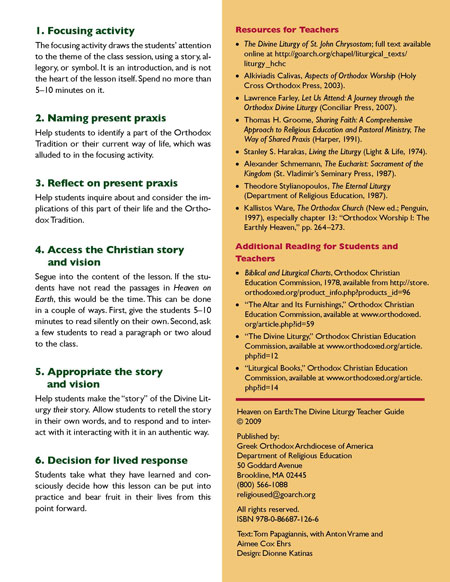 1. Focusing activity
The focusing activity draws the students' attention
to the theme of the class session, using a story, al-
legory, or symbol. It is an introduction, and is not
the heart of the lesson itself. Spend no more than
5–10 minutes on it.
2. Naming present praxis
Help students to identify a part of the Orthodox
Tradition or their current way of life, which was
alluded to in the focusing activity.
3. Reflect on present praxis
Help students inquire about and consider the im-
plications of this part of their life and the Ortho-
dox Tradition.
4. Access the Christian story
and vision
Segue into the content of the lesson. If the stu-
dents have not read the passages in Heaven on
Earth, this would be the time. This can be done
in a couple of ways. First, give the students 5–10
minutes to read silently on their own. Second, ask
a few students to read a paragraph or two aloud
to the class.
5. Appropriate the story
and vision
Help students make the "story" of the Divine Lit-
urgy their story. Allow students to retell the story
in their own words, and to respond and to inter-
act with it interacting with it in an authentic way.
6. Decision for lived response
Students take what they have learned and con-
sciously decide how this lesson can be put into
practice and bear fruit in their lives from this
point forward.
Resources for Teachers
• The Divine Liturgy of St. John Chrysostom; full text available
online at http://goarch.org/chapel/liturgical_texts/
liturgy_hchc
• Alkiviadis Calivas, Aspects of Orthodox Worship (Holy
Cross Orthodox Press, 2003).
• Lawrence Farley, Let Us Attend: A Journey through the
Orthodox Divine Liturgy (Conciliar Press, 2007).
• Thomas H. Groome, Sharing Faith: A Comprehensive
Approach to Religious Education and Pastoral Ministry, The
Way of Shared Praxis (Harper, 1991).
• Stanley S. Harakas, Living the Liturgy (Light & Life, 1974).
• Alexander Schmemann, The Eucharist: Sacrament of the
Kingdom (St. Vladimir's Seminary Press, 1987).
• Theodore Stylianopoulos, The Eternal Liturgy
(Department of Religious Education, 1987).
• Kallistos Ware, The Orthodox Church (New ed.; Penguin,
1997), especially chapter 13: "Orthodox Worship I: The
Earthly Heaven," pp. 264–273.
Additional Reading for Students and
Teachers
• Biblical and Liturgical Charts, Orthodox Christian
Education Commission, 1978, available from http://store.
orthodoxed.org/product_info.php?products_id=96
• "The Altar and Its Furnishings," Orthodox Christian
Education Commission, available at www.orthodoxed.
org/article.php?id=59
• "The Divine Liturgy," Orthodox Christian Education
Commission, available at www.orthodoxed.org/article.
php?id=12
• "Liturgical Books," Orthodox Christian Education
Commission, available at www.orthodoxed.org/article.
php?id=14
Heaven on Earth: The Divine Liturgy Teacher Guide
© 2009
Published by:
Greek Orthodox Archdiocese of America
Department of Religious Education
50 Goddard Avenue
Brookline, MA 02445
(800) 566-1088
religioused@goarch.org
All rights reserved.
ISBN 978-0-86687-126-6
Text: Tom Papagiannis, with Anton Vrame and
Aimee Cox Ehrs
Design: Dionne Katinas